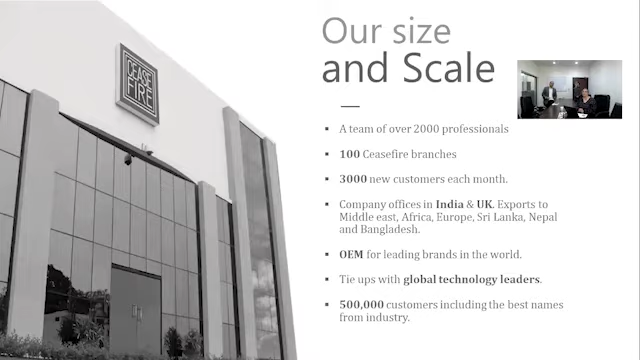 CEASE
FIRE
Our size
and Scale
▪ A team of over 2000 professionals
▪ 100 Ceasefire branches
▪ 3000 new customers each month.
▪ Company offices in India & UK. Exports to
Middle east, Africa, Europe, Sri Lanka, Nepal
and Bangladesh.
▪ OEM for leading brands in the world.
▪ Tie ups with global technology leaders.
▪ 500,000 customers including the best names
from industry.